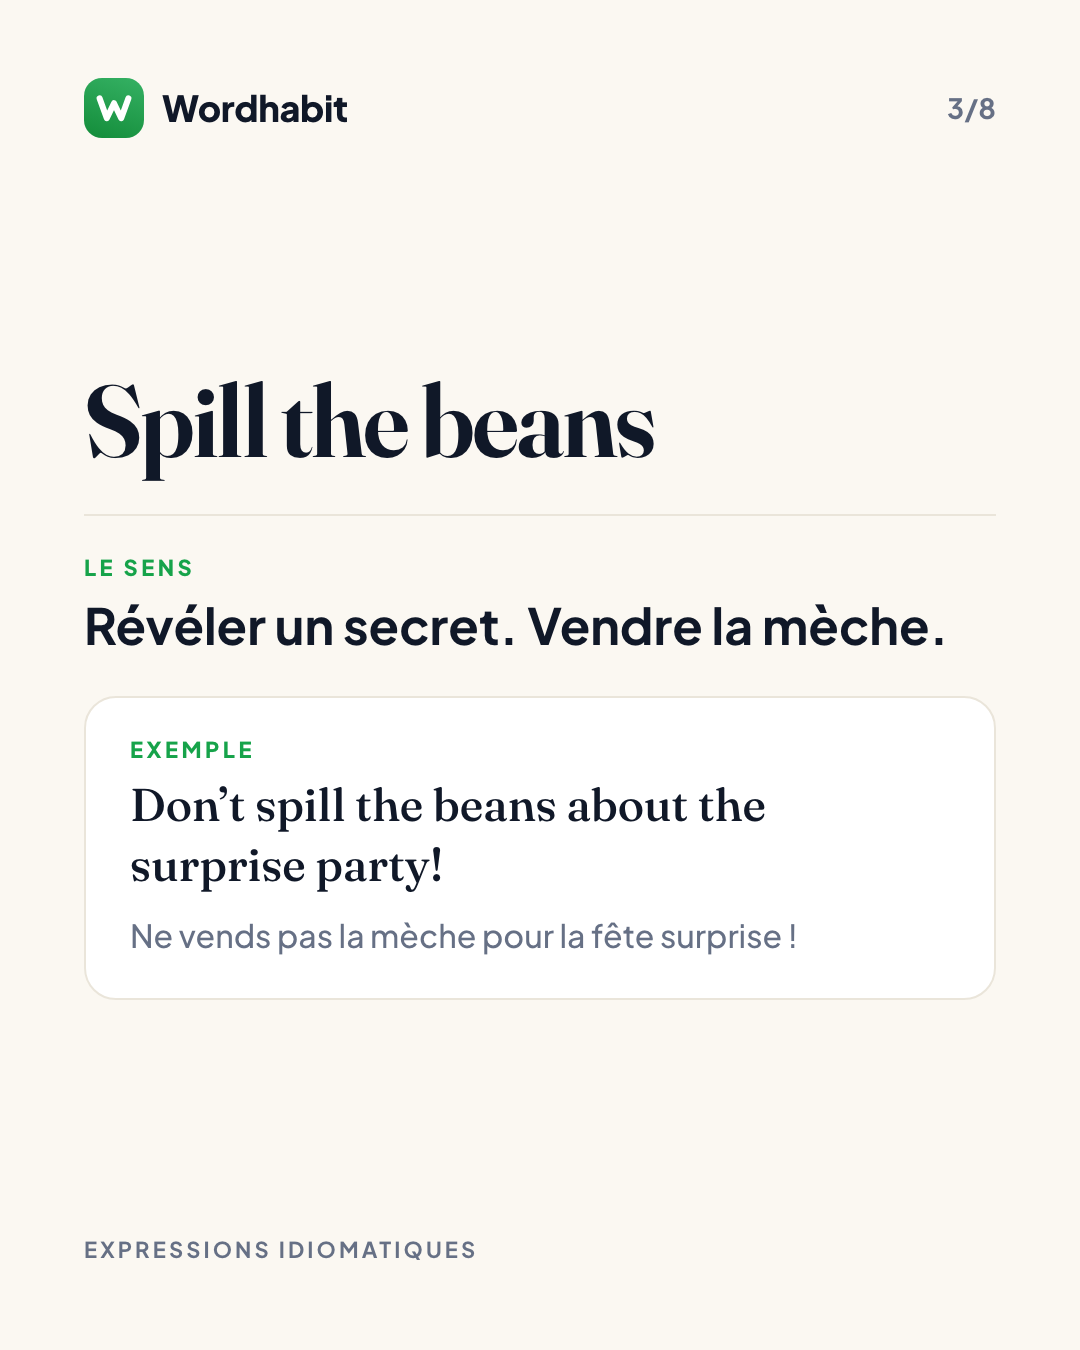 Wordhabit
3/8
Spill the beans
LE SENS
Révéler un secret. Vendre la mèche.
EXEMPLE
Don’t spill the beans about the
surprise party!
Ne vends pas la mèche pour la fête surprise !
EXPRESSIONS IDIOMATIQUES